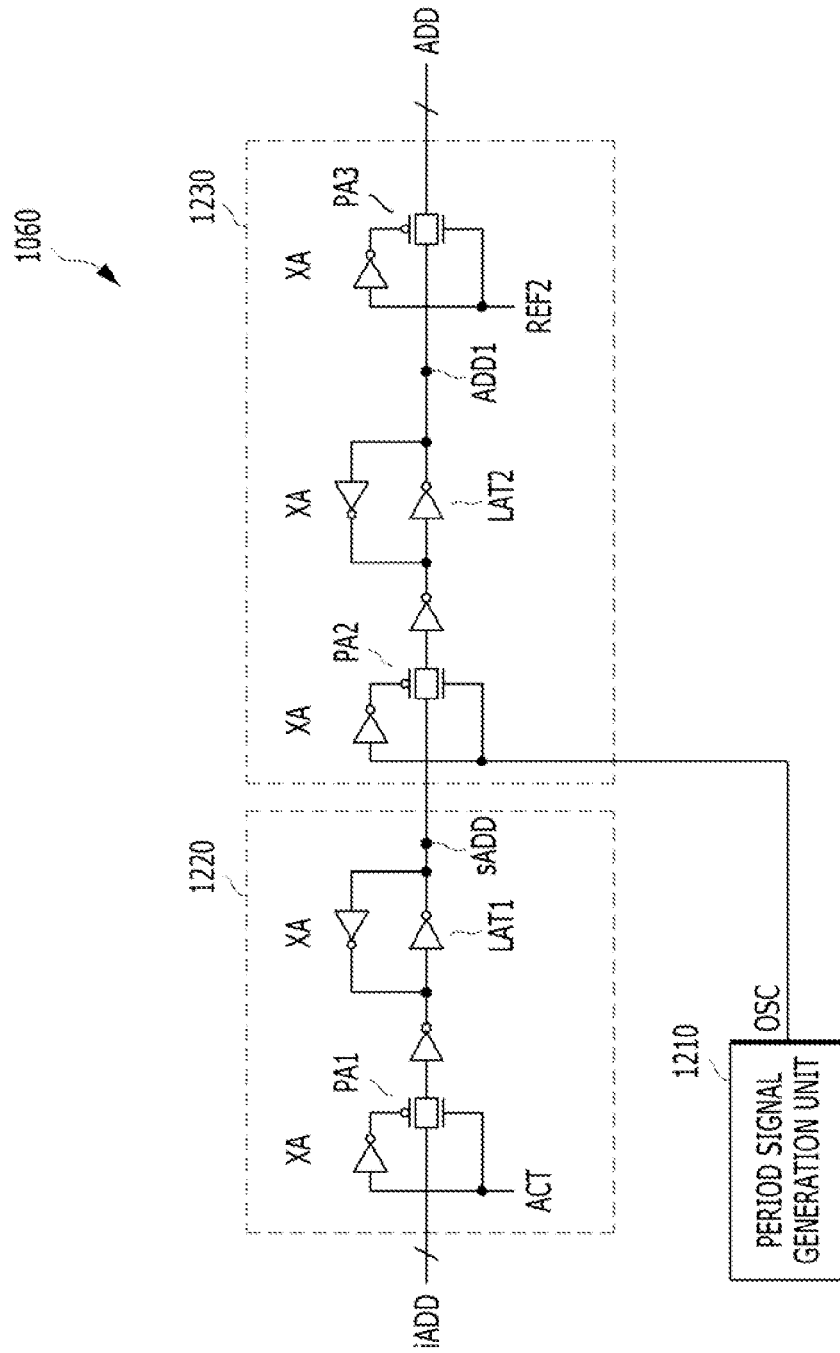 1060
1220
1230
XA
PA1
XA
XA
PA2
XA
XA
PA3
iADD
ACT
LAT1
sADD
LAT2
ADD1
REF2
ADD
1210
OSC
PERIOD SIGNAL
GENERATION UNIT